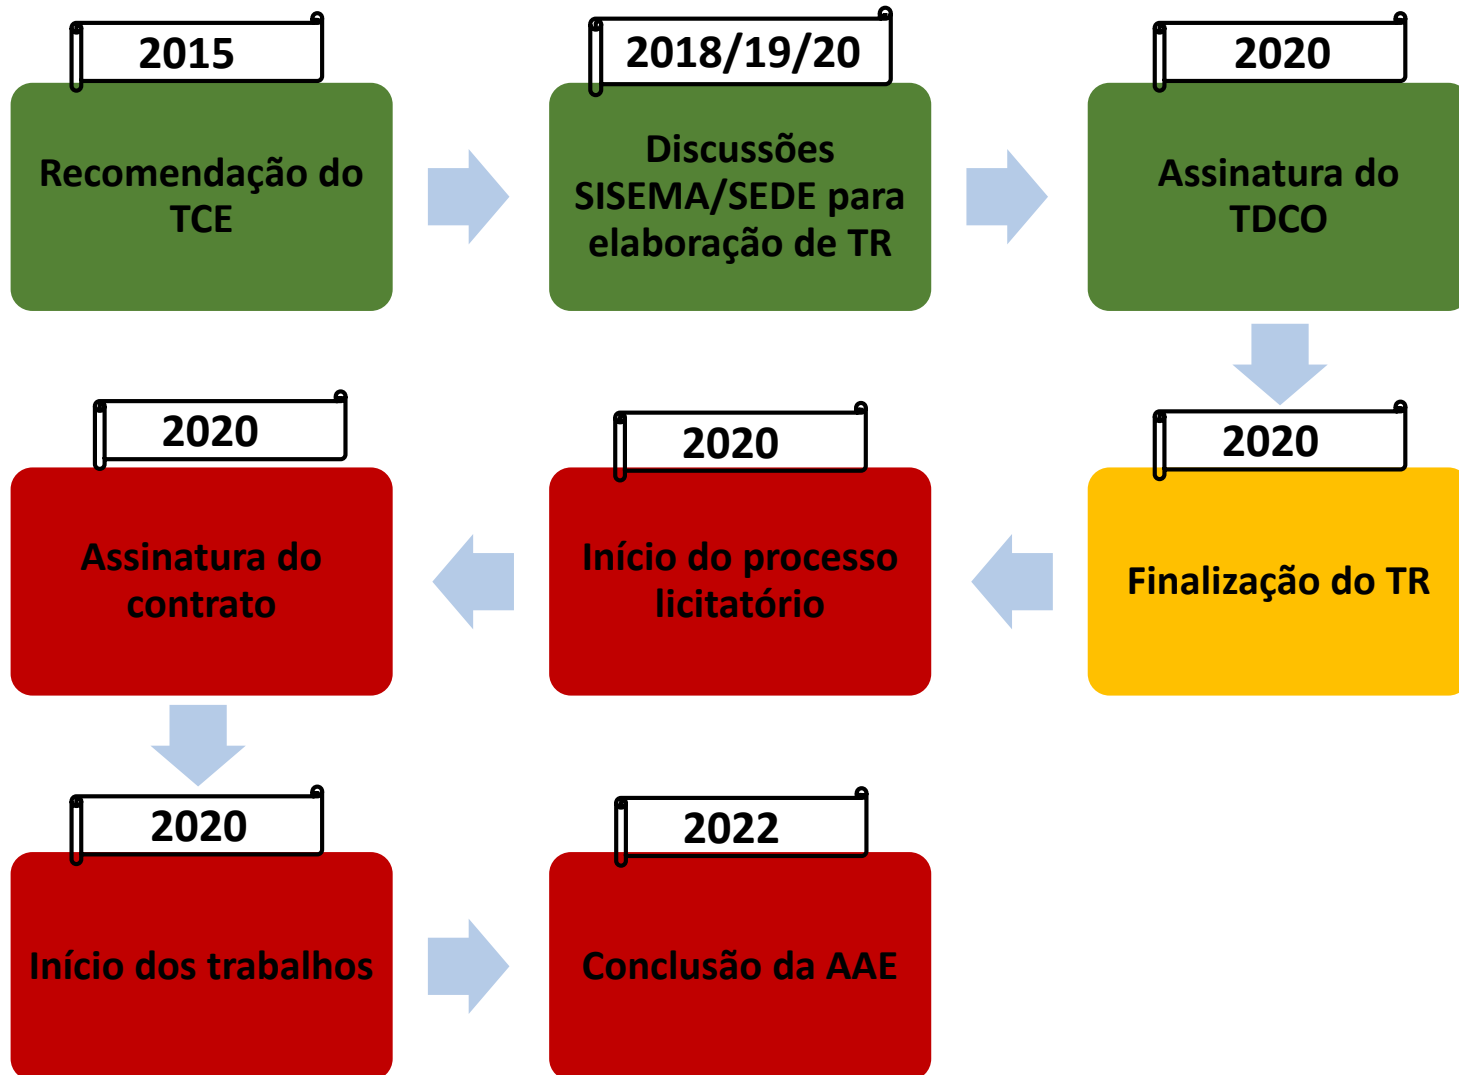 2015
Recomendação do
TCE
2018/19/20
Discussões
SISEMA/SEDE para
elaboração de TR
2020
Assinatura do
TDCO
2020
Finalização do TR
2020
Início do processo
licitatório
2020
Assinatura do
contrato
2020
Início dos trabalhos
2022
Conclusão da AAE